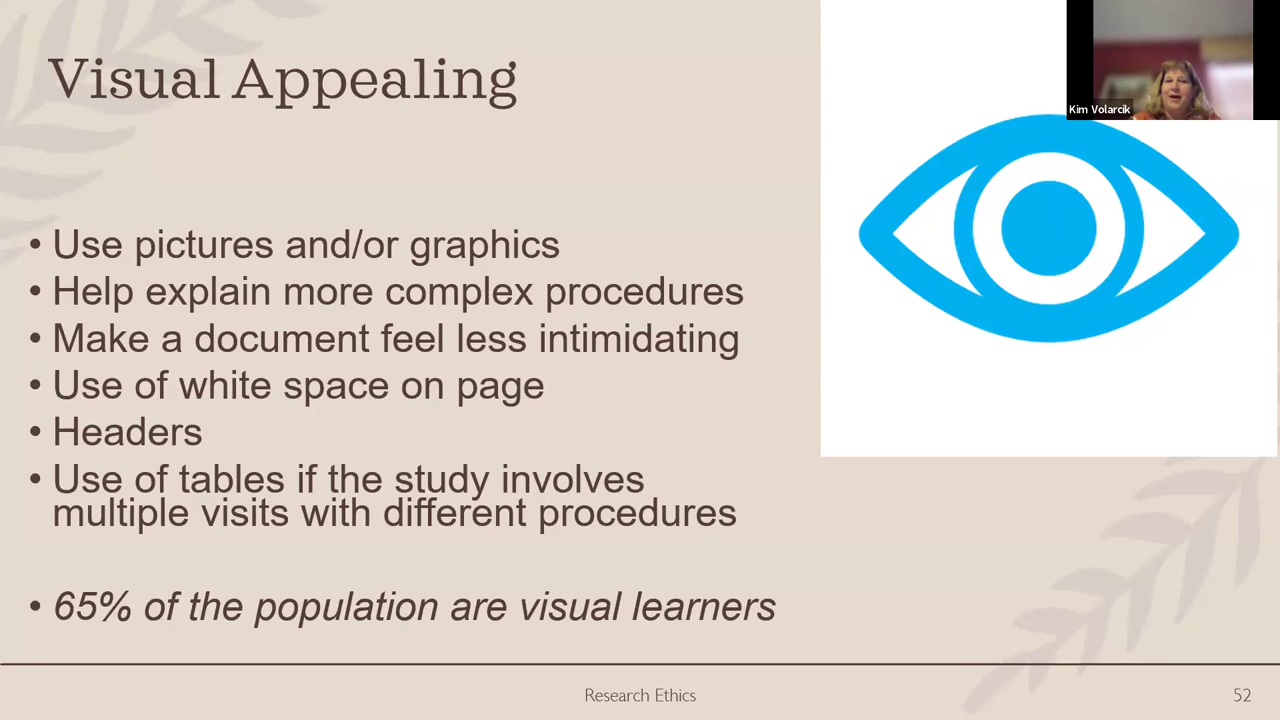 Visual Appealing
Kim Volarcik
• Use pictures and/or graphics
• Help explain more complex procedures
• Make a document feel less intimidating
• Use of white space on page
• Headers
• Use of tables if the study involves
multiple visits with different procedures
• 65% of the population are visual learners
Research Ethics
52